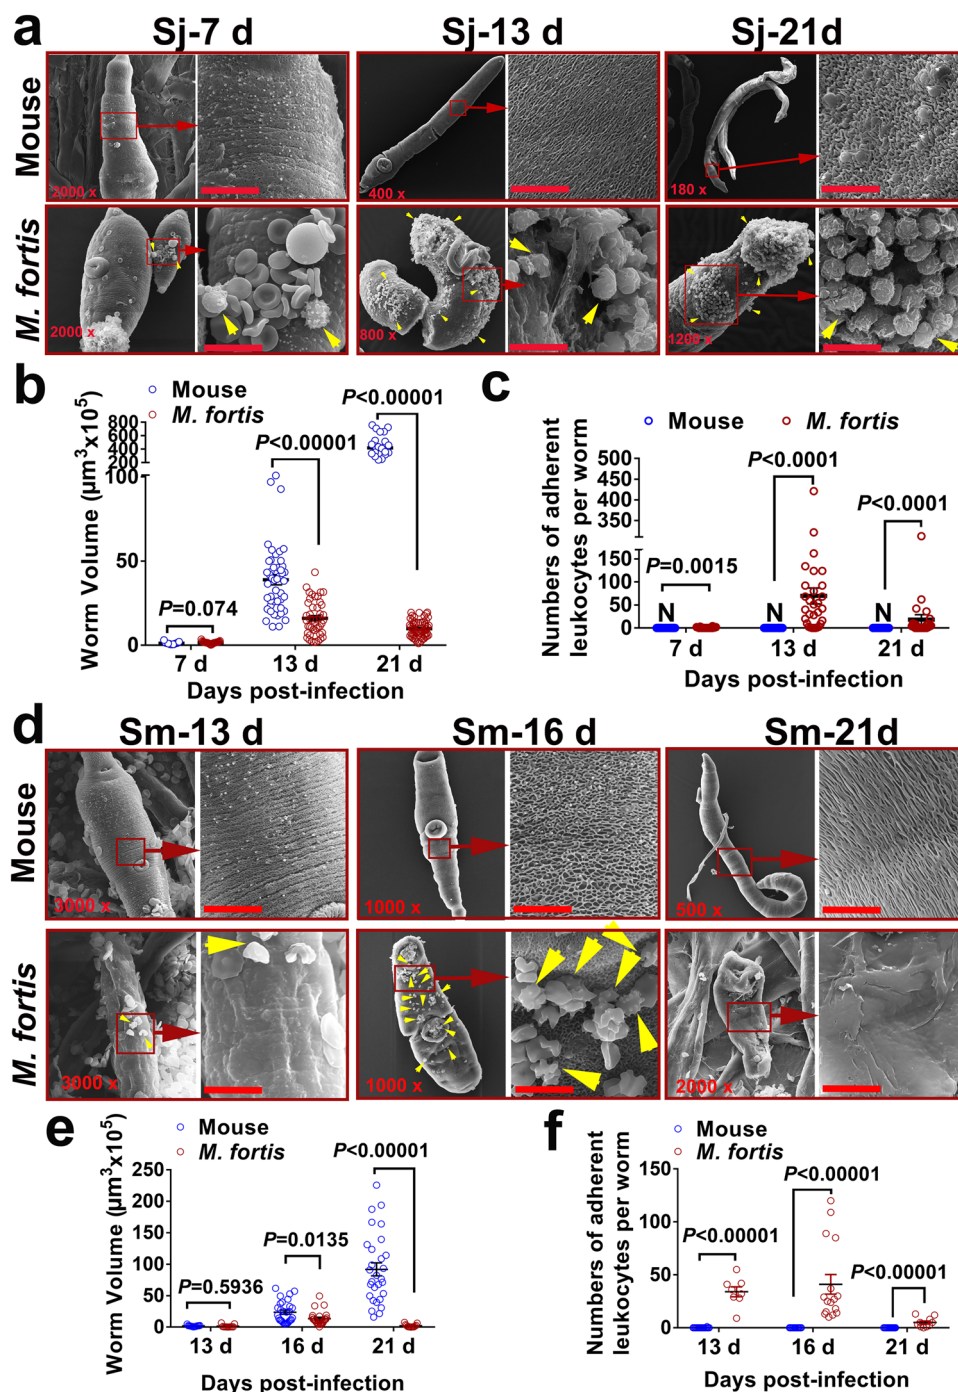 a
Sj-7 d
Sj-13 d
Sj-21d
Mouse
2000 x
400 x
180 x
M. fortis
2000 x
800 x
1200 x
b
Mouse
M. fortis
Worm Volume (µm³x10⁵)
800
600
400
200
100
50
0
P=0.074
P<0.00001
P<0.00001
7 d
13 d
21 d
Days post-infection
c
Mouse
M. fortis
Numbers of adherent
leukocytes per worm
500
450
400
350
300
150
100
50
0
P=0.0015
P<0.0001
P<0.0001
N
N
N
7 d
13 d
21 d
Days post-infection
d
Sm-13 d
Sm-16 d
Sm-21d
Mouse
3000 x
1000 x
500 x
M. fortis
3000 x
1000 x
2000 x
e
Mouse
M. fortis
Worm Volume (µm³x10⁵)
250
200
150
100
50
0
P=0.5936
P=0.0135
P<0.00001
13 d
16 d
21 d
Days post-infection
f
Mouse
M. fortis
Numbers of adherent
leukocytes per worm
150
100
50
0
P<0.00001
P<0.00001
P<0.00001
13 d
16 d
21 d
Days post-infection